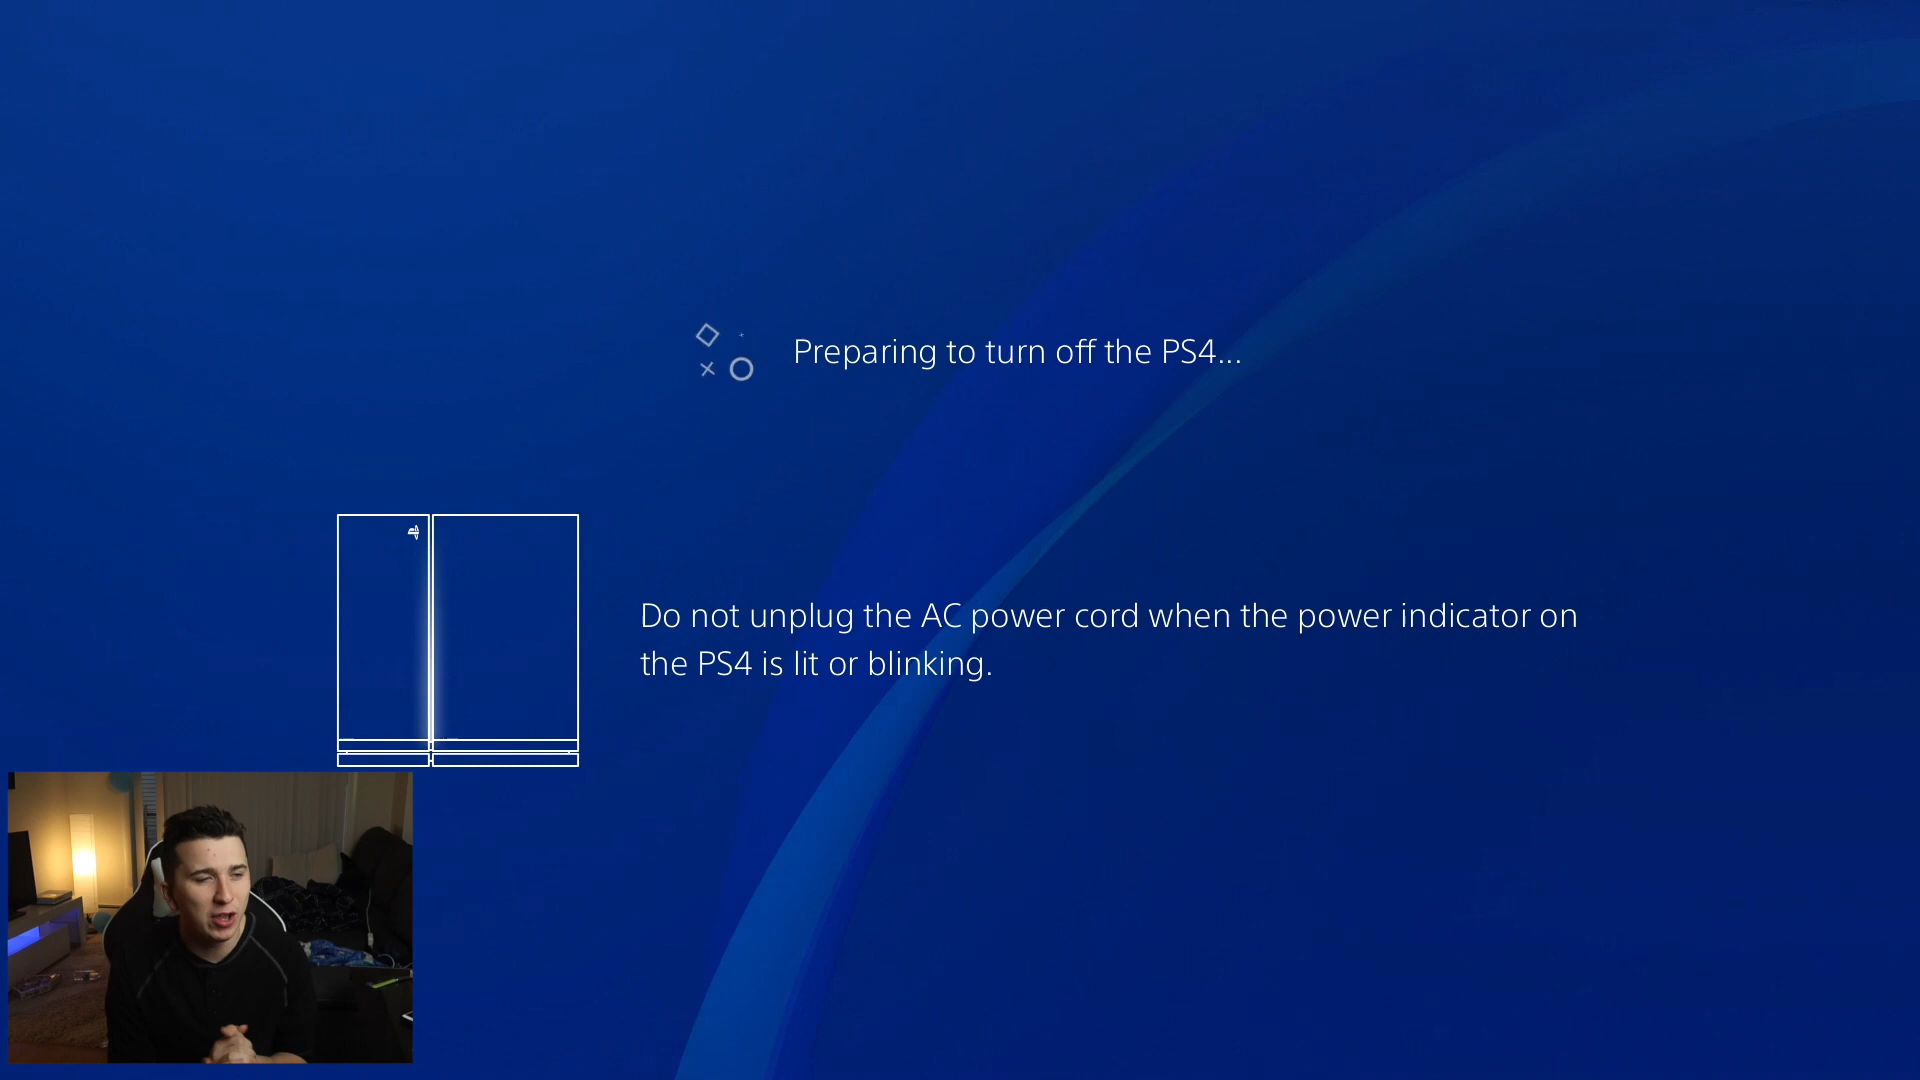 Preparing to turn off the PS4...
Do not unplug the AC power cord when the power indicator on
the PS4 is lit or blinking.